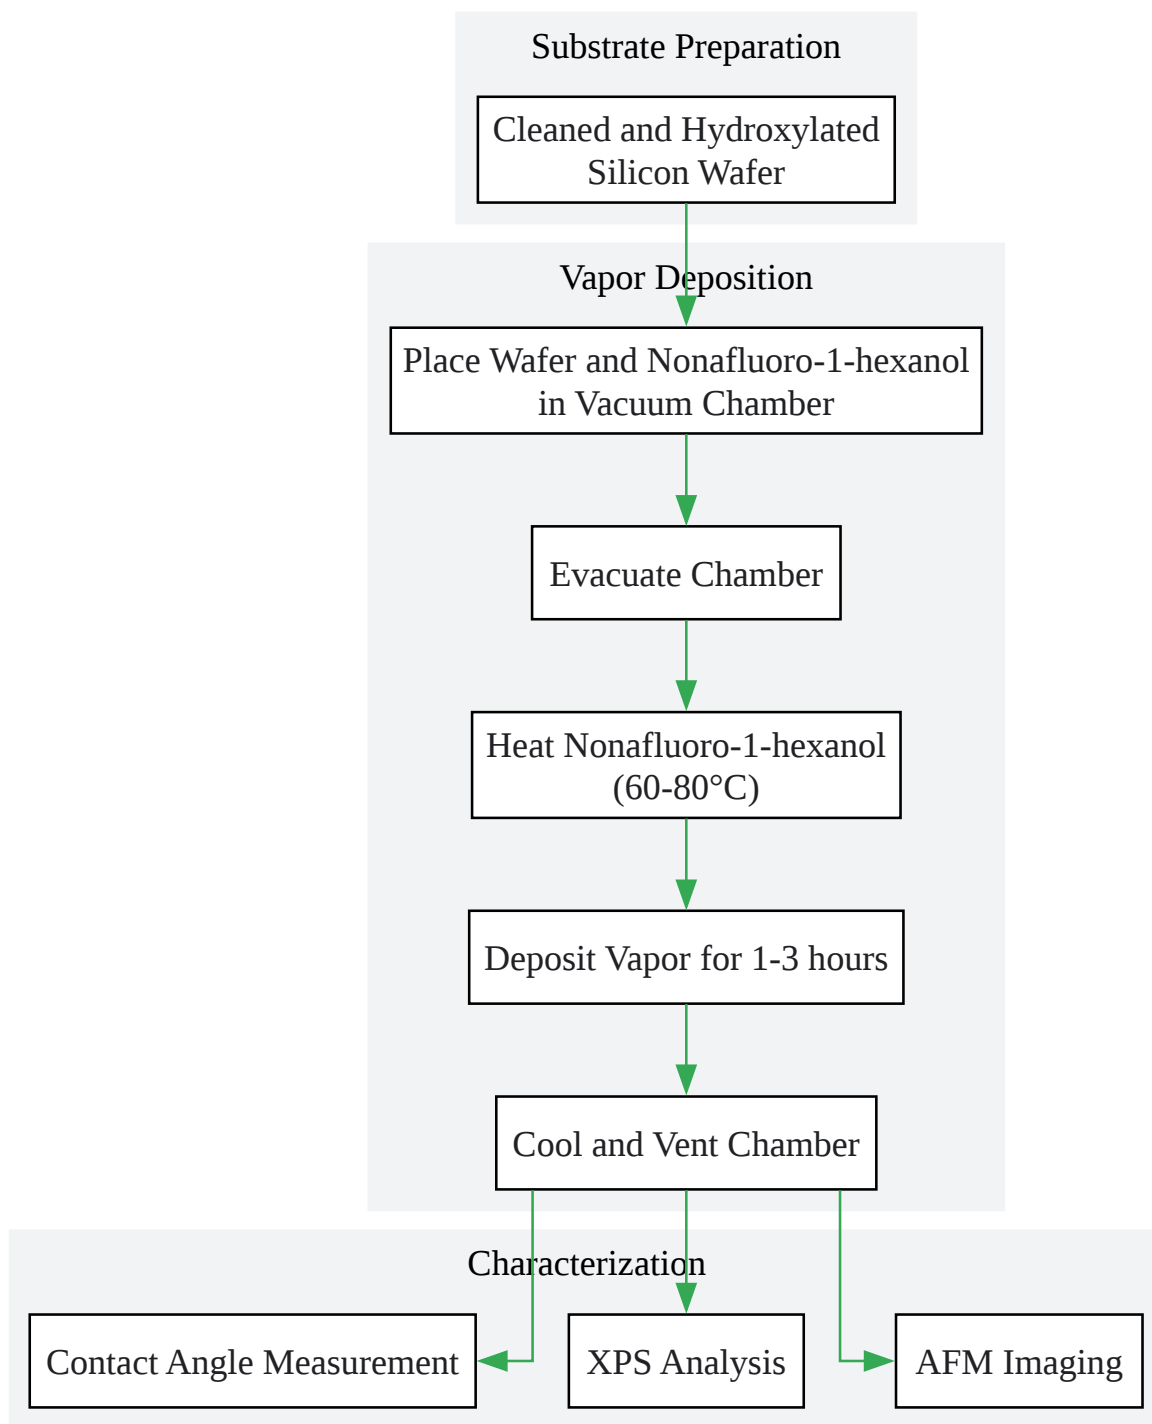 Substrate Preparation
Cleaned and Hydroxylated
Silicon Wafer
Vapor Deposition
Place Wafer and Nonafluoro-1-hexanol
in Vacuum Chamber
Evacuate Chamber
Heat Nonafluoro-1-hexanol
(60-80°C)
Deposit Vapor for 1-3 hours
Cool and Vent Chamber
Characterization
Contact Angle Measurement
XPS Analysis
AFM Imaging